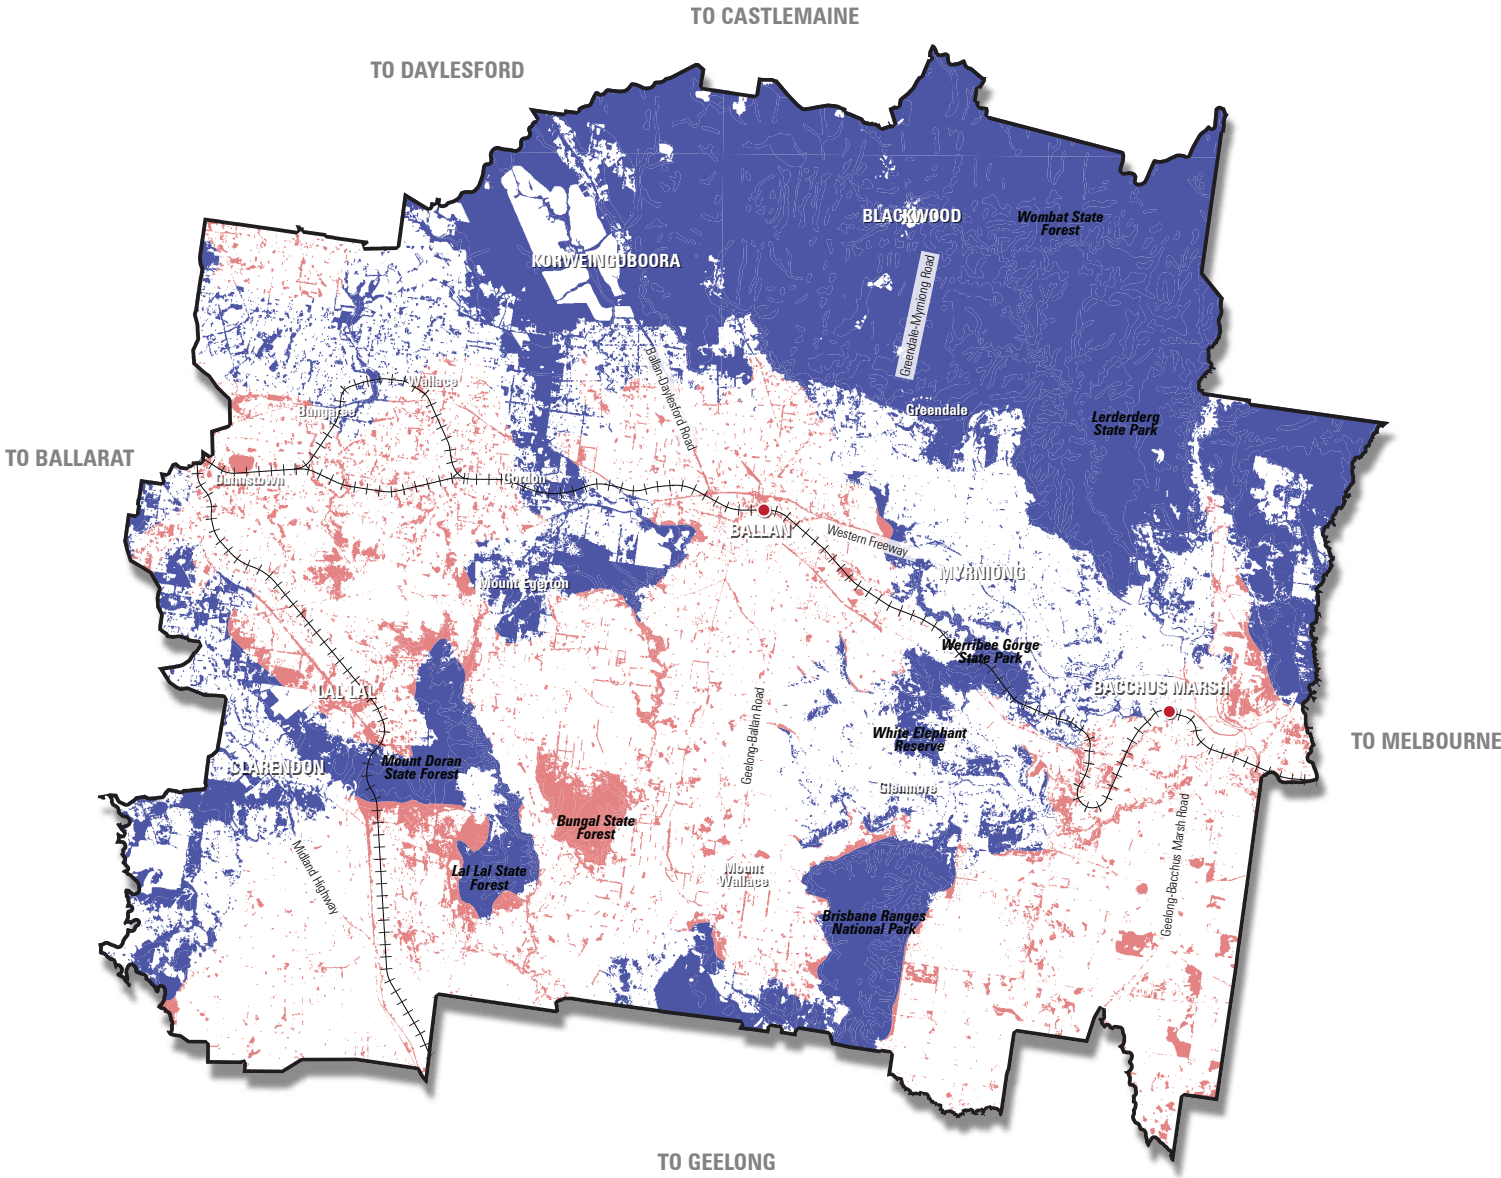 TO CASTLEMAINE
TO DAYLESFORD
BLACKWOOD
Wombat State
Forest
KORWEINGUBOORA
Greendale-Myrniong Road
Ballan-Daylesford Road
Wallace
Bungaree
Greendale
Lerderderg
State Park
TO BALLARAT
Dunnstown
Gordon
BALLAN
Western Freeway
MYRNIONG
Mount Egerton
Werribee Gorge
State Park
LAL LAL
BACCHUS MARSH
Geelong-Ballan Road
White Elephant
Reserve
TO MELBOURNE
CLARENDON
Mount Doran
State Forest
Glenmore
Bungal State
Forest
Midland Highway
Lal Lal State
Forest
Mount
Wallace
Geelong-Bacchus Marsh Road
Brisbane Ranges
National Park
TO GEELONG